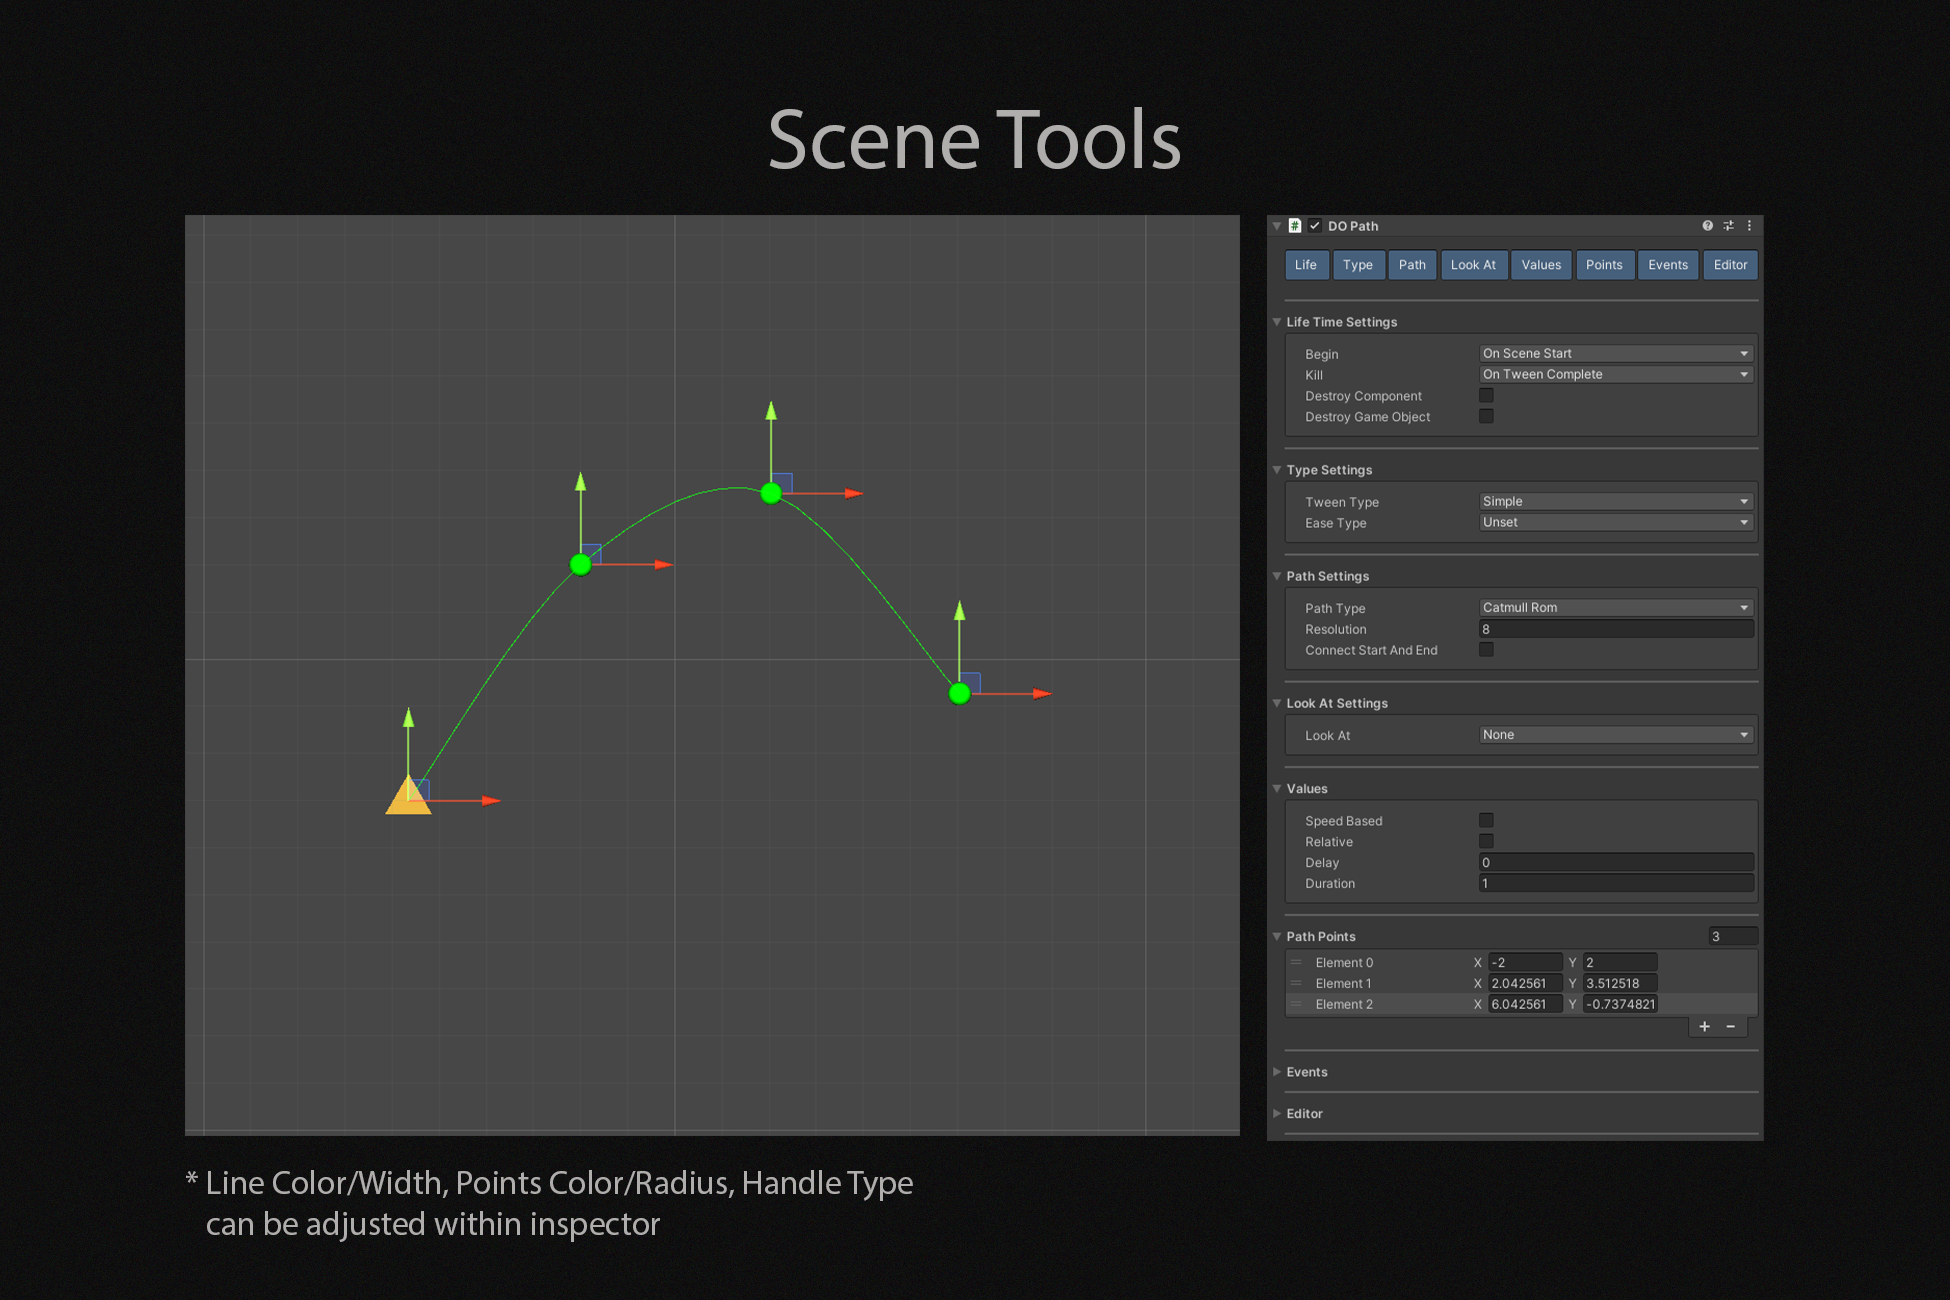 Scene Tools
DO Path
Life Type Path Look At Values Points Events Editor
Life Time Settings
Begin On Scene Start
Kill On Tween Complete
Destroy Component
Destroy Game Object
Type Settings
Tween Type Simple
Ease Type Unset
Path Settings
Path Type Catmull Rom
Resolution 8
Connect Start And End
Look At Settings
Look At None
Values
Speed Based
Relative
Delay 0
Duration 1
Path Points 3
Element 0 X -2 Y 2
Element 1 X 2.042561 Y 3.512518
Element 2 X 6.042561 Y -0.7374821
+ −
Events
Editor
* Line Color/Width, Points Color/Radius, Handle Type
can be adjusted within inspector